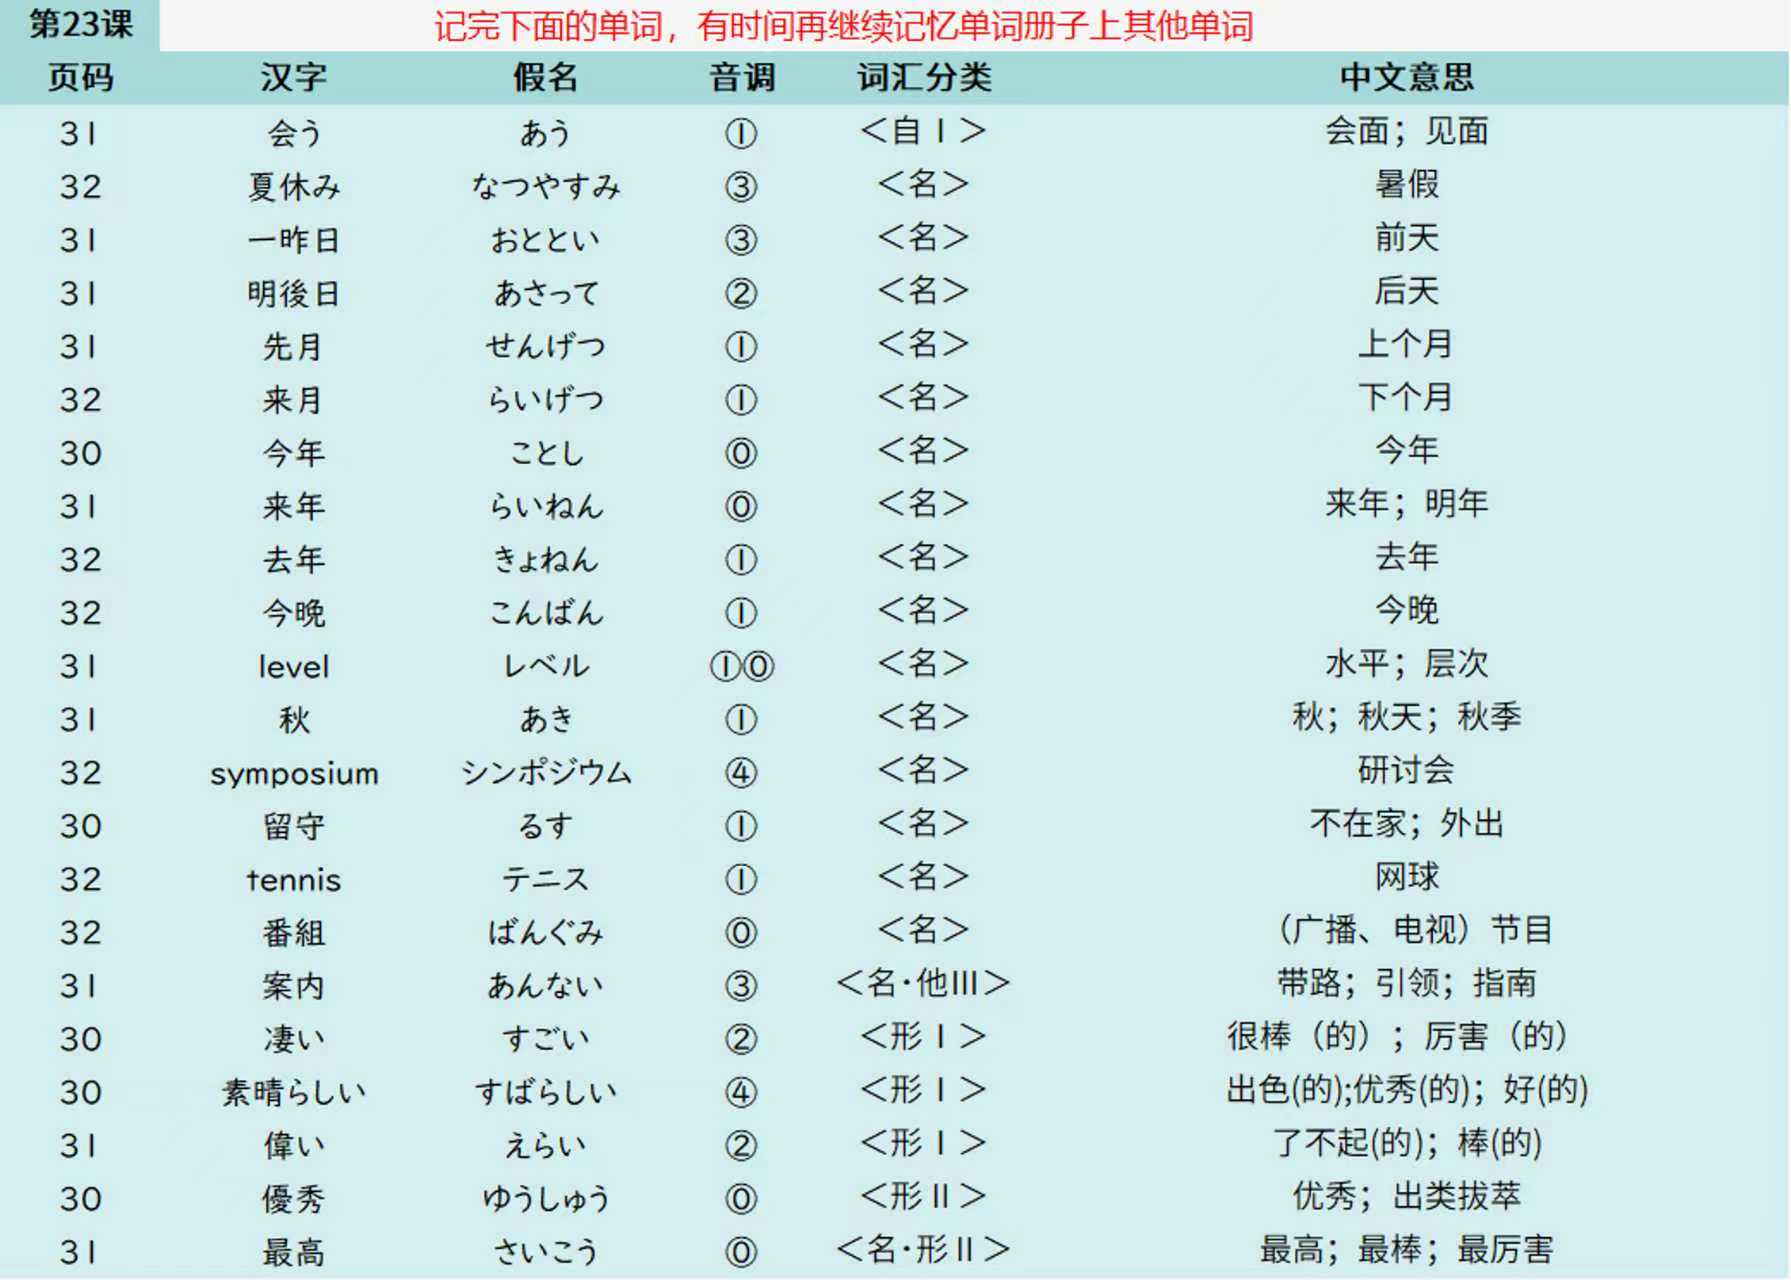 第23课 记完下面的单词，有时间再继续记忆单词册子上其他单词
页码 汉字 假名 音调 词汇分类 中文意思
31 会う あう ① ＜自Ⅰ＞ 会面；见面
32 夏休み なつやすみ ③ ＜名＞ 暑假
31 一昨日 おととい ③ ＜名＞ 前天
31 明後日 あさって ② ＜名＞ 后天
31 先月 せんげつ ① ＜名＞ 上个月
32 来月 らいげつ ① ＜名＞ 下个月
30 今年 ことし ⓪ ＜名＞ 今年
31 来年 らいねん ⓪ ＜名＞ 来年；明年
32 去年 きょねん ① ＜名＞ 去年
32 今晩 こんばん ① ＜名＞ 今晚
31 level レベル ①⓪ ＜名＞ 水平；层次
31 秋 あき ① ＜名＞ 秋；秋天；秋季
32 symposium シンポジウム ④ ＜名＞ 研讨会
30 留守 るす ① ＜名＞ 不在家；外出
32 tennis テニス ① ＜名＞ 网球
32 番組 ばんぐみ ⓪ ＜名＞ （广播、电视）节目
31 案内 あんない ③ ＜名·他Ⅲ＞ 带路；引领；指南
30 凄い すごい ② ＜形Ⅰ＞ 很棒（的）；厉害（的）
30 素晴らしい すばらしい ④ ＜形Ⅰ＞ 出色(的);优秀(的)；好(的)
31 偉い えらい ② ＜形Ⅰ＞ 了不起(的)；棒(的)
30 優秀 ゆうしゅう ⓪ ＜形Ⅱ＞ 优秀；出类拔萃
31 最高 さいこう ⓪ ＜名·形Ⅱ＞ 最高；最棒；最厉害